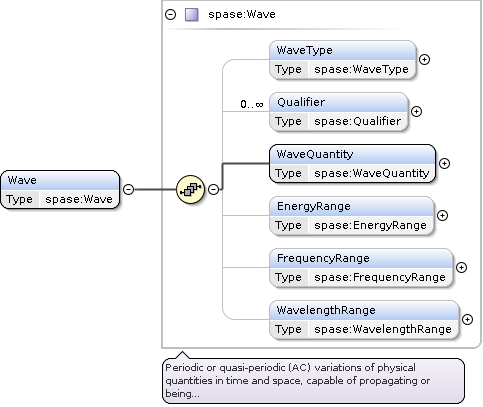 spase:Wave
WaveType
Type spase:WaveType
0..∞
Qualifier
Type spase:Qualifier
WaveQuantity
Type spase:WaveQuantity
Wave
Type spase:Wave
EnergyRange
Type spase:EnergyRange
FrequencyRange
Type spase:FrequencyRange
WavelengthRange
Type spase:WavelengthRange
Periodic or quasi-periodic (AC) variations of physical
quantities in time and space, capable of propagating or
being...